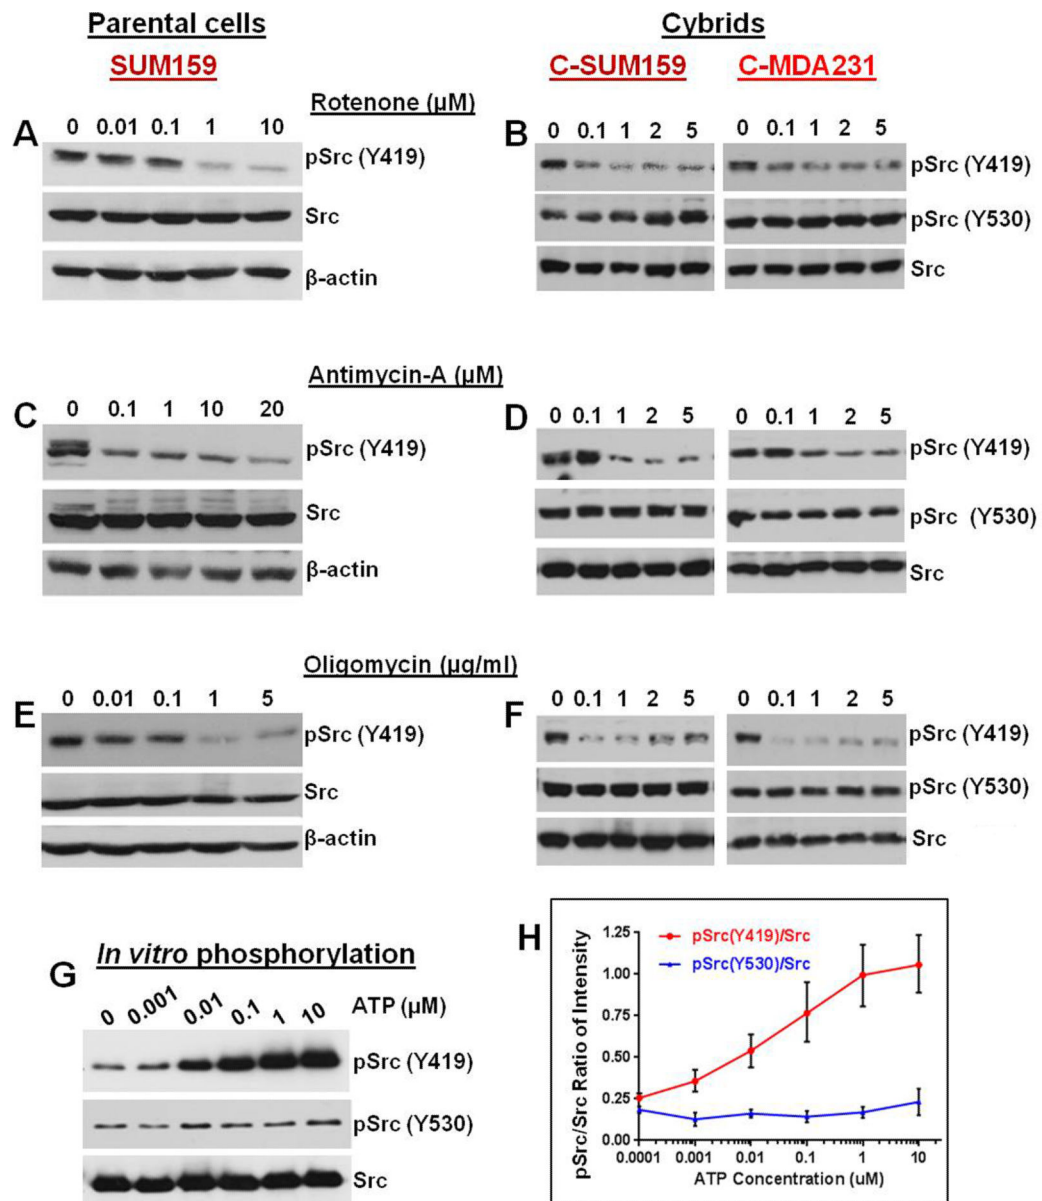 Parental cells
Cybrids
SUM159
C-SUM159 C-MDA231
Rotenone (µM)
A
0 0.01 0.1 1 10
pSrc (Y419)
Src
β-actin
B
0 0.1 1 2 5 0 0.1 1 2 5
pSrc (Y419)
pSrc (Y530)
Src
Antimycin-A (µM)
C
0 0.1 1 10 20
pSrc (Y419)
Src
β-actin
D
0 0.1 1 2 5 0 0.1 1 2 5
pSrc (Y419)
pSrc (Y530)
Src
Oligomycin (µg/ml)
E
0 0.01 0.1 1 5
pSrc (Y419)
Src
β-actin
F
0 0.1 1 2 5 0 0.1 1 2 5
pSrc (Y419)
pSrc (Y530)
Src
In vitro phosphorylation
G
0 0.001 0.01 0.1 1 10 ATP (µM)
pSrc (Y419)
pSrc (Y530)
Src
H
pSrc/Src Ratio of Intensity
1.25
1.00
0.75
0.50
0.25
0.00
pSrc(Y419)/Src
pSrc(Y530)/Src
0.0001 0.001 0.01 0.1 1 10
ATP Concentration (uM)